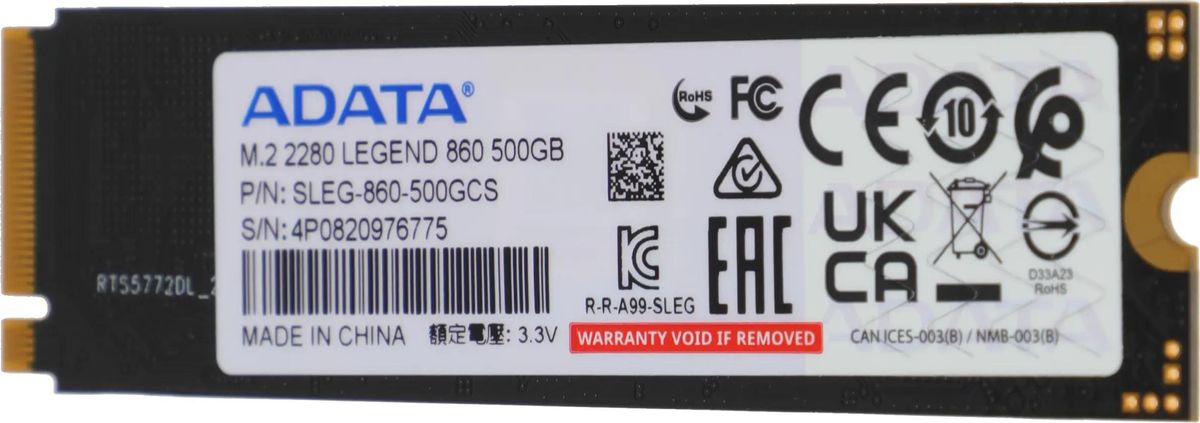 ADATA®
M.2 2280 LEGEND 860 500GB
P/N: SLEG-860-500GCS
S/N: 4P0820976775
MADE IN CHINA 額定電壓: 3.3V
RTS5772DL_2
RoHS
FC
CE
10
UK
CA
EAC
R-R-A99-SLEG
WARRANTY VOID IF REMOVED
D33A23
RoHS
CAN ICES-003(B) / NMB-003(B)